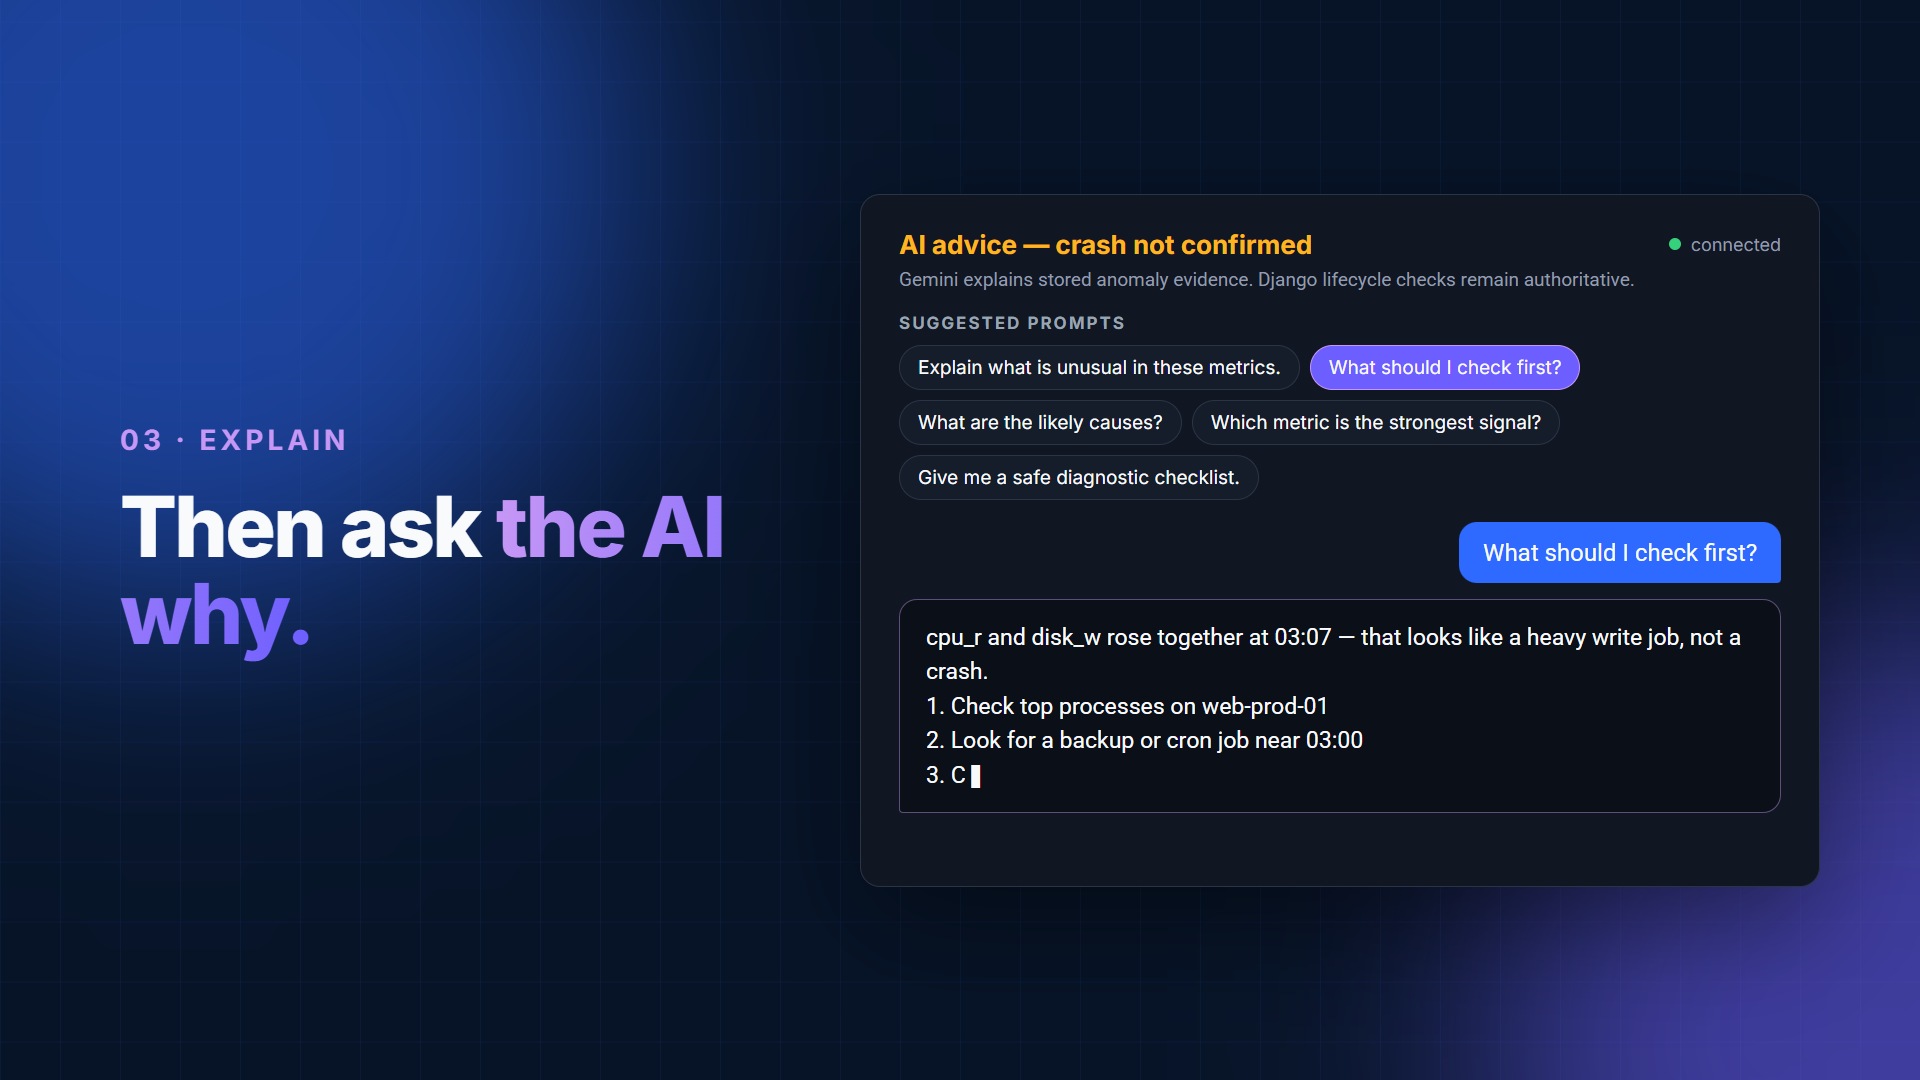 03 · EXPLAIN
Then ask the AI
why.
AI advice — crash not confirmed
connected
Gemini explains stored anomaly evidence. Django lifecycle checks remain authoritative.
SUGGESTED PROMPTS
Explain what is unusual in these metrics.
What should I check first?
What are the likely causes?
Which metric is the strongest signal?
Give me a safe diagnostic checklist.
What should I check first?
cpu_r and disk_w rose together at 03:07 — that looks like a heavy write job, not a
crash.
1. Check top processes on web-prod-01
2. Look for a backup or cron job near 03:00
3. C